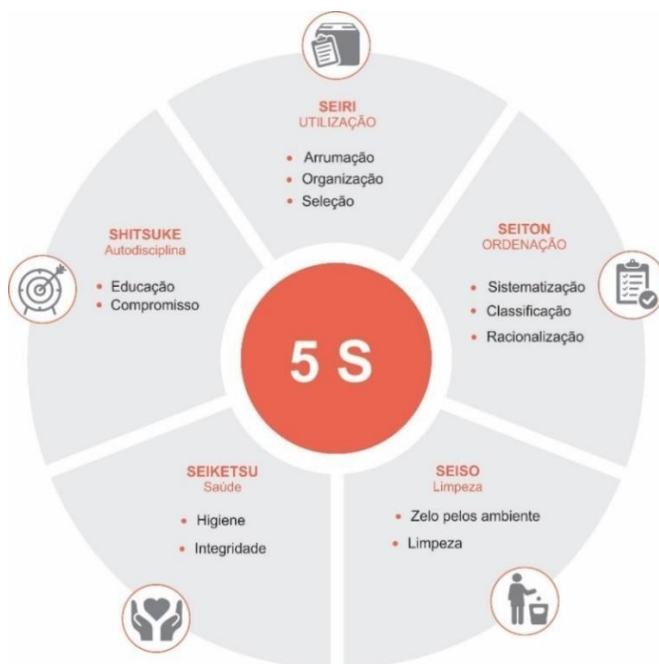 SEIRI
UTILIZAÇÃO
• Arrumação
• Organização
• Seleção
SEITON
ORDENAÇÃO
• Sistematização
• Classificação
• Racionalização
SEISO
Limpeza
• Zelo pelos ambiente
• Limpeza
SEIKETSU
Saúde
• Higiene
• Integridade
SHITSUKE
Autodisciplina
• Educação
• Compromisso
5 S